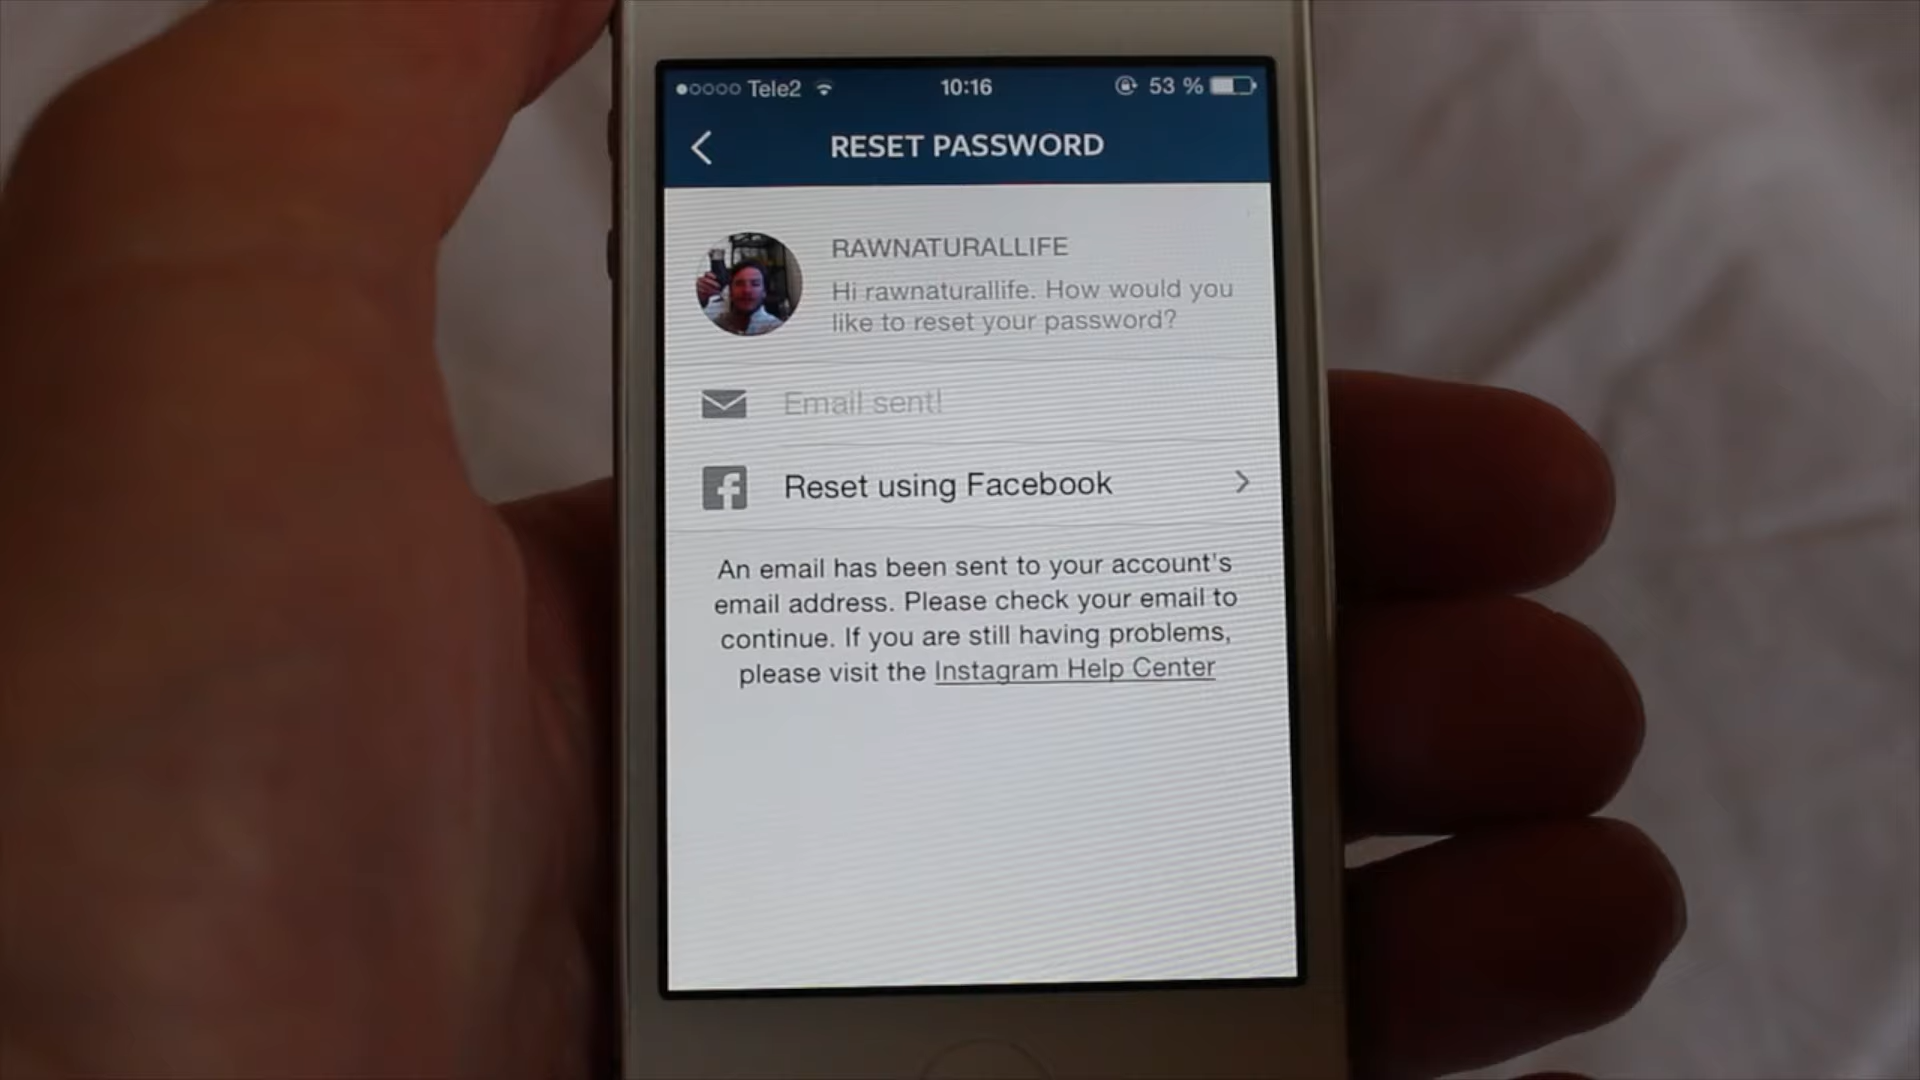 Tele2 10:16 53 %
RESET PASSWORD
RAWNATURALLIFE
Hi rawnaturallife. How would you
like to reset your password?
Email sent!
Reset using Facebook
An email has been sent to your account's
email address. Please check your email to
continue. If you are still having problems,
please visit the Instagram Help Center